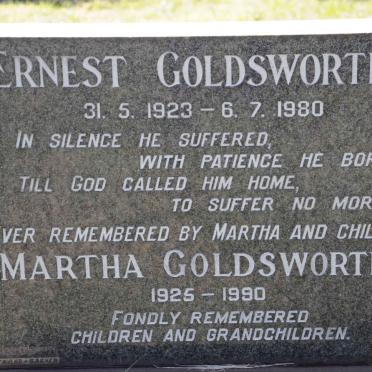 ERNEST GOLDSWORTH
31. 5. 1923 – 6. 7. 1980
IN SILENCE HE SUFFERED,
WITH PATIENCE HE BOR
TILL GOD CALLED HIM HOME,
TO SUFFER NO MOR
VER REMEMBERED BY MARTHA AND CHIL
MARTHA GOLDSWORTH
1925 – 1990
FONDLY REMEMBERED
CHILDREN AND GRANDCHILDREN.